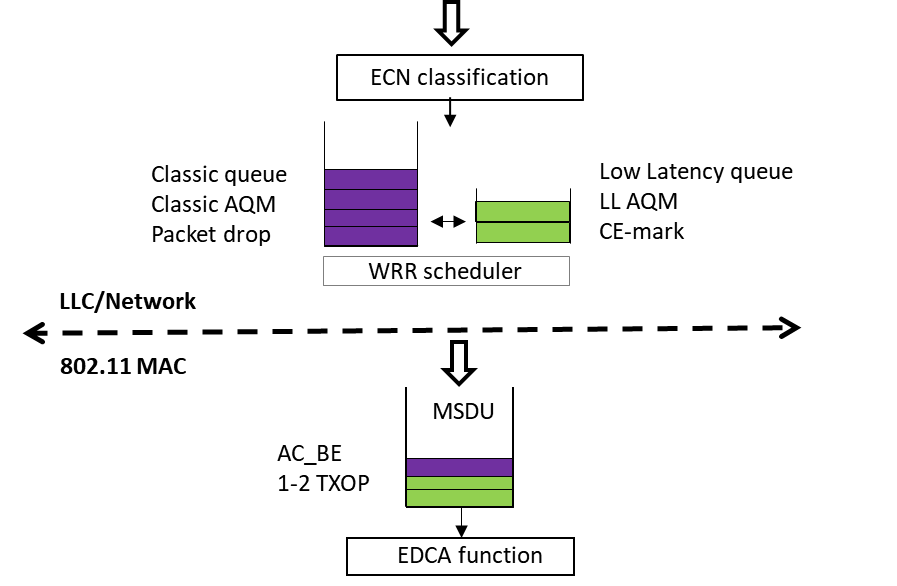 ECN classification
Classic queue
Classic AQM
Packet drop
Low Latency queue
LL AQM
CE-mark
WRR scheduler
LLC/Network
802.11 MAC
MSDU
AC_BE
1-2 TXOP
EDCA function